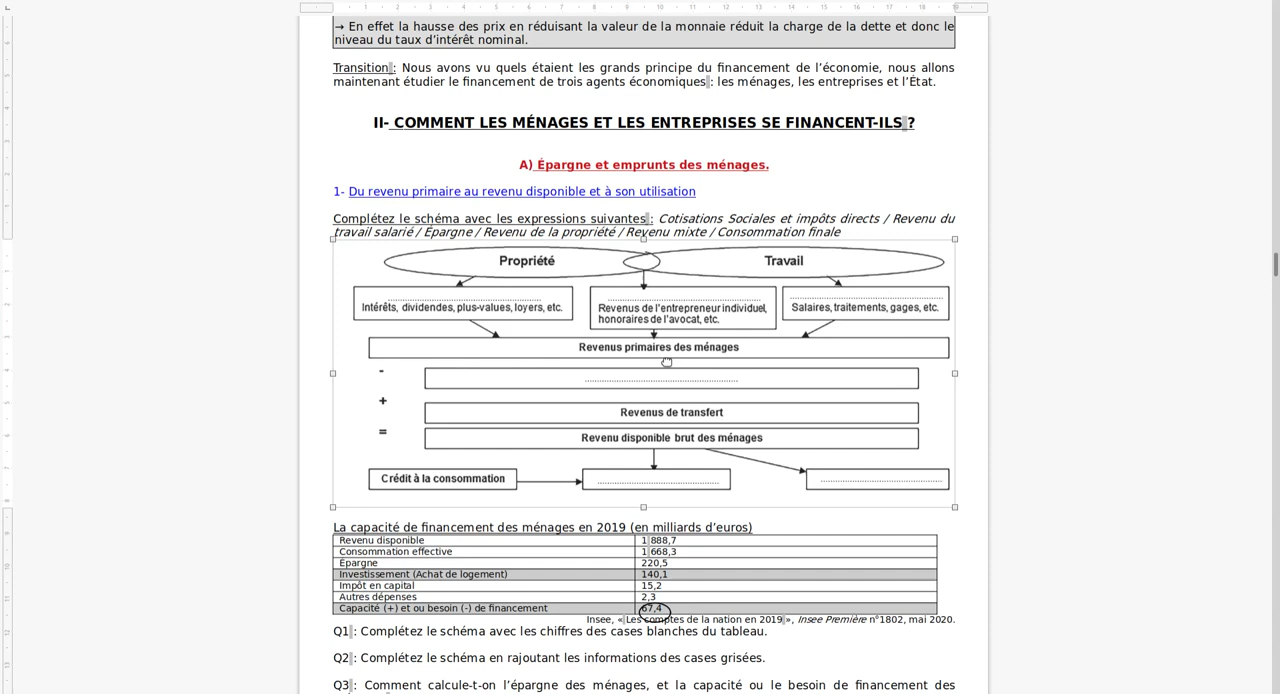 → En effet la hausse des prix en réduisant la valeur de la monnaie réduit la charge de la dette et donc le
niveau du taux d'intérêt nominal.
Transition : Nous avons vu quels étaient les grands principe du financement de l'économie, nous allons
maintenant étudier le financement de trois agents économiques : les ménages, les entreprises et l'État.
II- COMMENT LES MÉNAGES ET LES ENTREPRISES SE FINANCENT-ILS ?
A) Épargne et emprunts des ménages.
1- Du revenu primaire au revenu disponible et à son utilisation
Complétez le schéma avec les expressions suivantes : Cotisations Sociales et impôts directs / Revenu du
travail salarié / Épargne / Revenu de la propriété / Revenu mixte / Consommation finale
Propriété
Travail
Intérêts, dividendes, plus-values, loyers, etc.
Revenus de l'entrepreneur individuel,
honoraires de l'avocat, etc.
Salaires, traitements, gages, etc.
Revenus primaires des ménages
-
+
Revenus de transfert
=
Revenu disponible brut des ménages
Crédit à la consommation
La capacité de financement des ménages en 2019 (en milliards d'euros)
Revenu disponible 1 888,7
Consommation effective 1 668,3
Épargne 220,5
Investissement (Achat de logement) 140,1
Impôt en capital 15,2
Autres dépenses 2,3
Capacité (+) et ou besoin (-) de financement 67,4
Insee, « Les comptes de la nation en 2019 », Insee Première n°1802, mai 2020.
Q1 : Complétez le schéma avec les chiffres des cases blanches du tableau.
Q2 : Complétez le schéma en rajoutant les informations des cases grisées.
Q3 : Comment calcule-t-on l'épargne des ménages, et la capacité ou le besoin de financement des